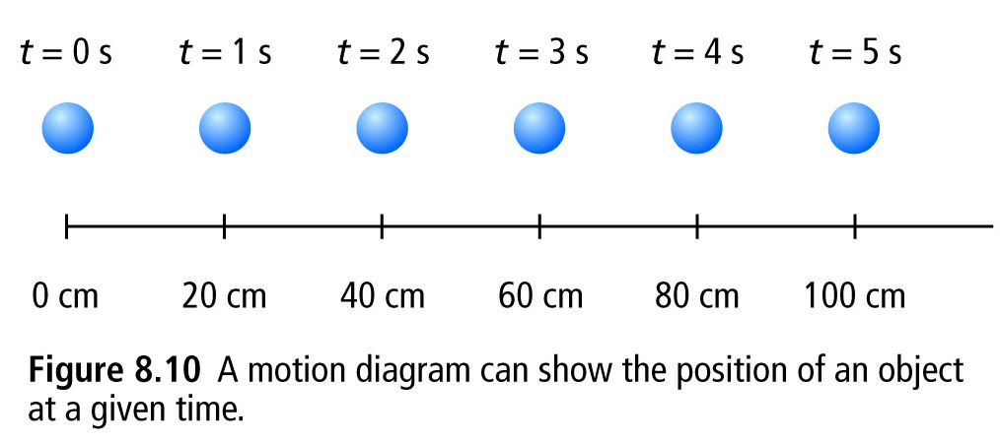 t = 0 s t = 1 s t = 2 s t = 3 s t = 4 s t = 5 s
0 cm 20 cm 40 cm 60 cm 80 cm 100 cm
Figure 8.10 A motion diagram can show the position of an object
at a given time.